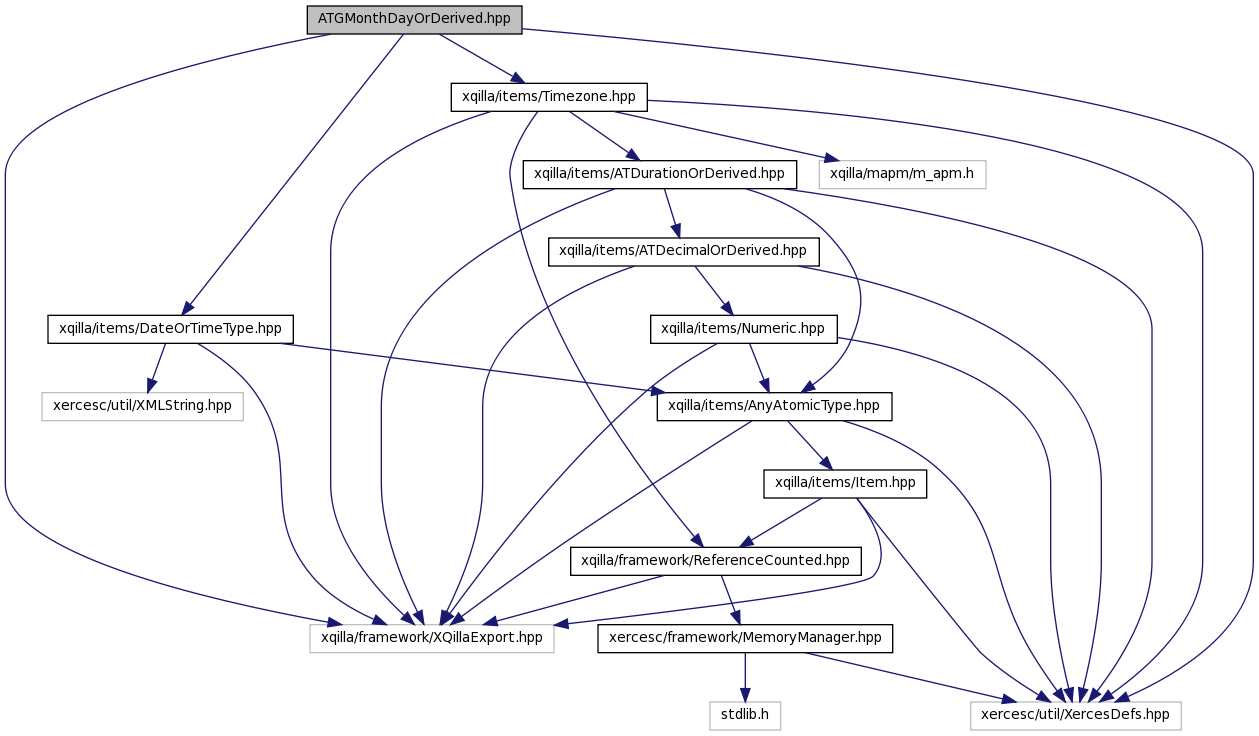 ATGMonthDayOrDerived.hpp
xqilla/items/Timezone.hpp
xqilla/items/ATDurationOrDerived.hpp
xqilla/mapm/m_apm.h
xqilla/items/ATDecimalOrDerived.hpp
xqilla/items/DateOrTimeType.hpp
xqilla/items/Numeric.hpp
xercesc/util/XMLString.hpp
xqilla/items/AnyAtomicType.hpp
xqilla/items/Item.hpp
xqilla/framework/ReferenceCounted.hpp
xqilla/framework/XQillaExport.hpp
xercesc/framework/MemoryManager.hpp
stdlib.h
xercesc/util/XercesDefs.hpp